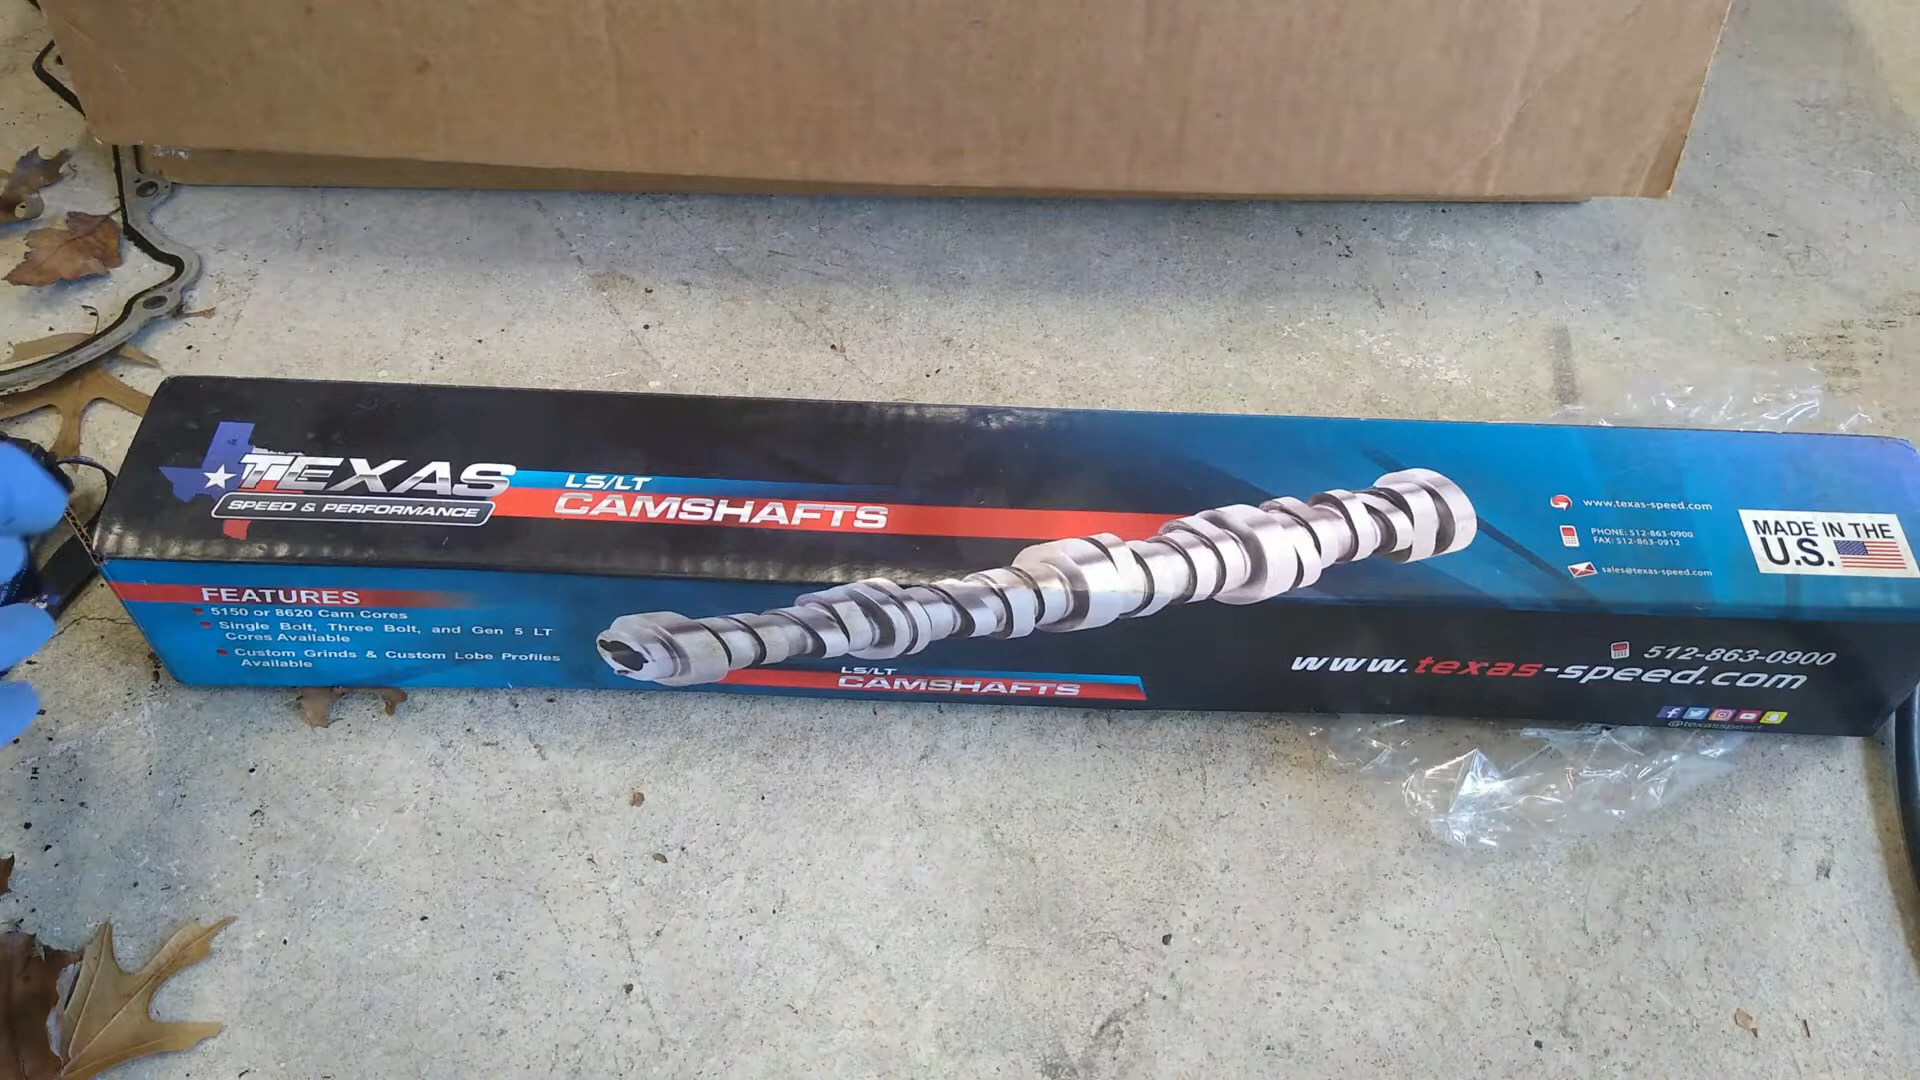 TEXAS
SPEED & PERFORMANCE
LS/LT
CAMSHAFTS
www.texas-speed.com
PHONE: 512-863-0900
FAX: 512-863-0912
sales@texas-speed.com
MADE IN THE
U.S.
FEATURES
5150 or 8620 Cam Cores
Single Bolt, Three Bolt, and Gen 5 LT
Cores Available
Custom Grinds & Custom Lobe Profiles
Available
LS/LT
CAMSHAFTS
512-863-0900
www.texas-speed.com
@texasspeed